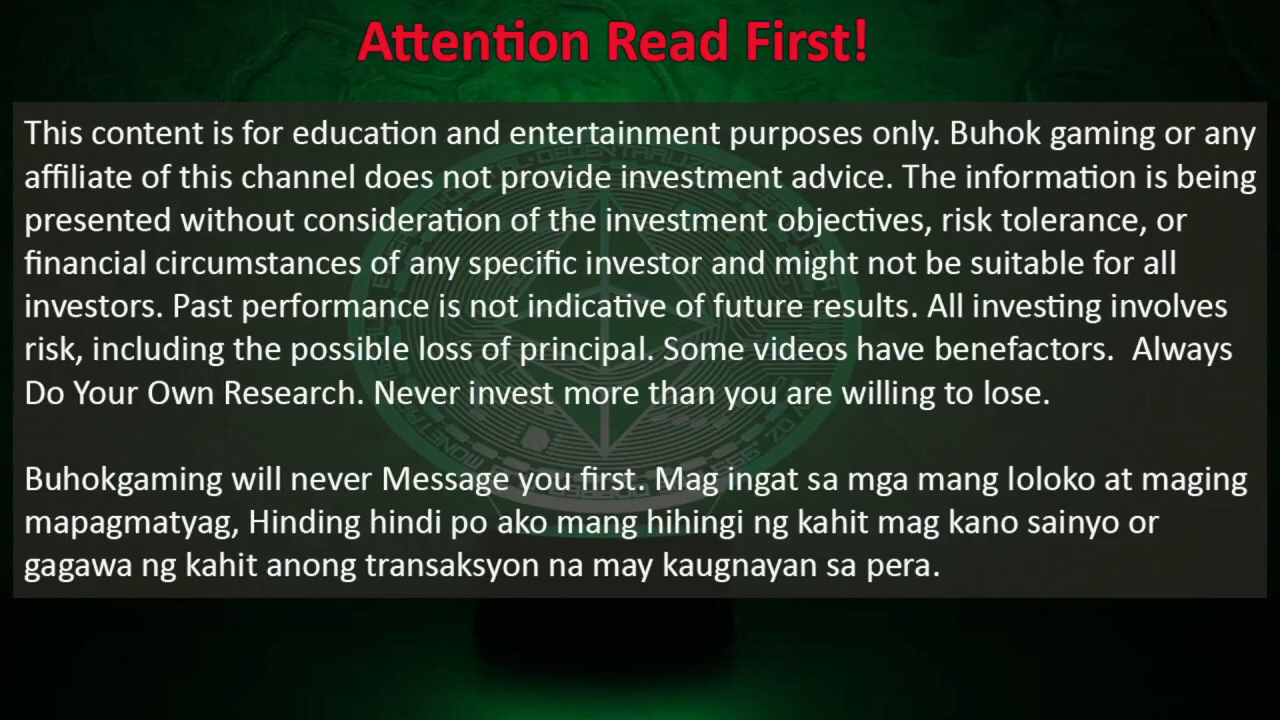 Attention Read First!
This content is for education and entertainment purposes only. Buhok gaming or any
affiliate of this channel does not provide investment advice. The information is being
presented without consideration of the investment objectives, risk tolerance, or
financial circumstances of any specific investor and might not be suitable for all
investors. Past performance is not indicative of future results. All investing involves
risk, including the possible loss of principal. Some videos have benefactors.  Always
Do Your Own Research. Never invest more than you are willing to lose.
Buhokgaming will never Message you first. Mag ingat sa mga mang loloko at maging
mapagmatyag, Hinding hindi po ako mang hihingi ng kahit mag kano sainyo or
gagawa ng kahit anong transaksyon na may kaugnayan sa pera.